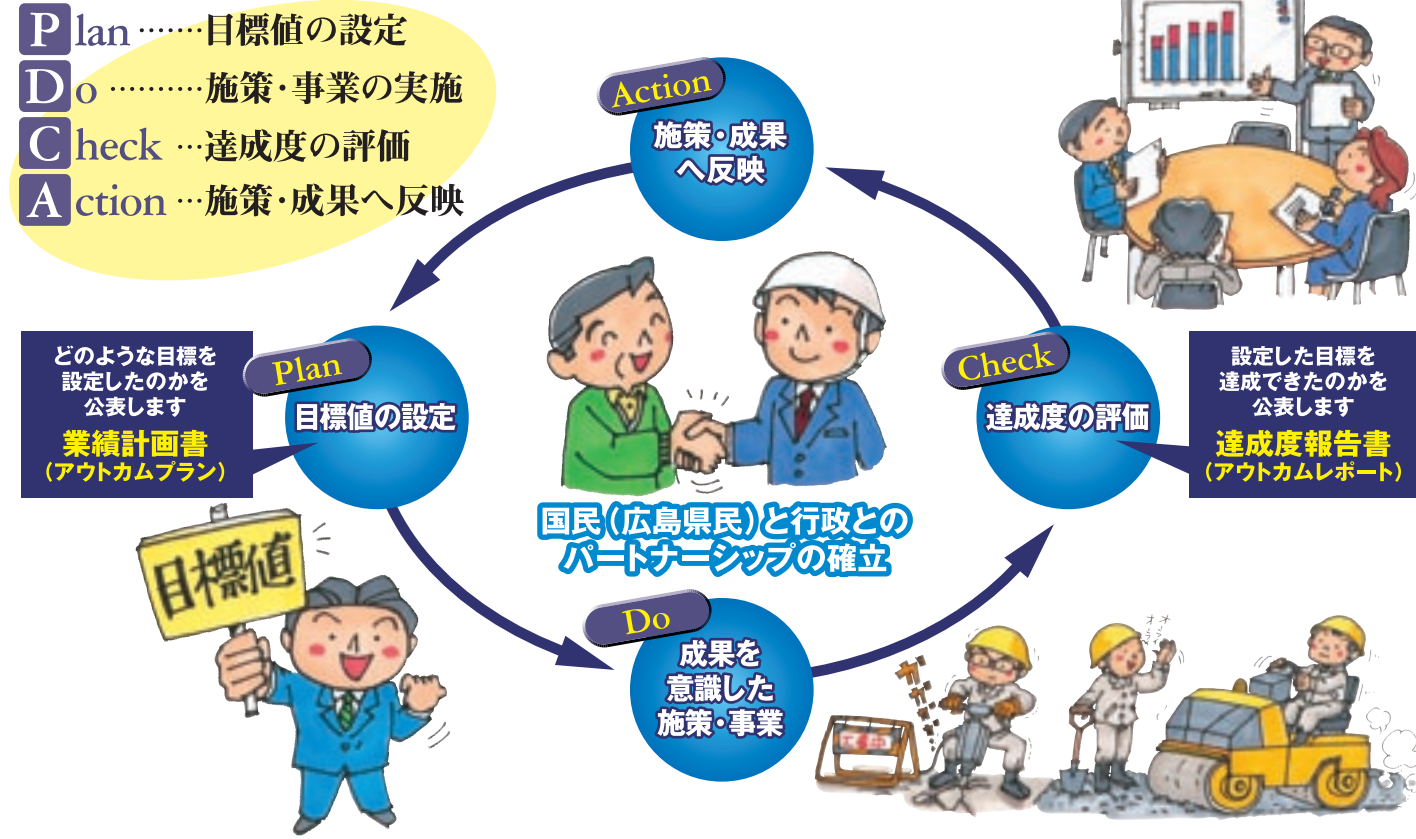 Plan ……‥目標値の設定
Do ………‥施策・事業の実施
Check …達成度の評価
Action …施策・成果へ反映
Action
施策・成果
へ反映
どのような目標を
設定したのかを
公表します
業績計画書
（アウトカムプラン）
Plan
目標値の設定
Check
達成度の評価
設定した目標を
達成できたのかを
公表します
達成度報告書
（アウトカムレポート）
国民（広島県民）と行政との
パートナーシップの確立
目標値
Do
成果を
意識した
施策・事業
ガガガガ
工事中